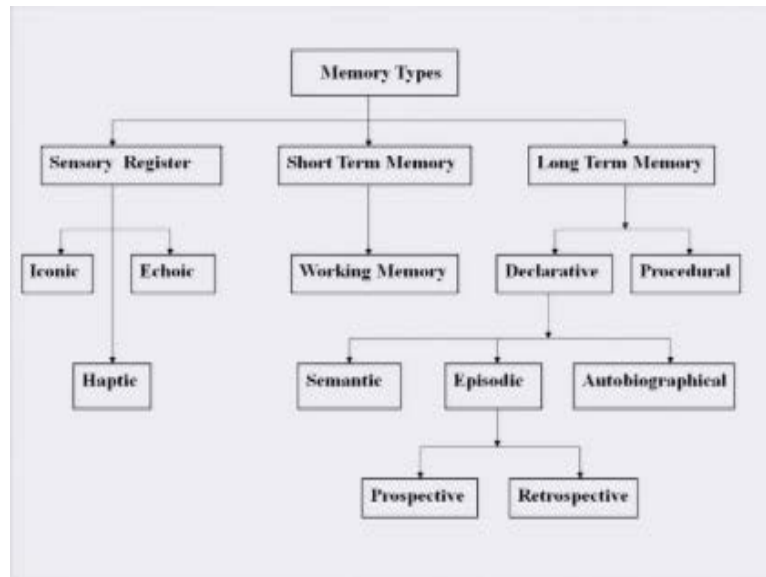 Memory Types
Sensory Register
Short Term Memory
Long Term Memory
Iconic
Echoic
Working Memory
Declarative
Procedural
Haptic
Semantic
Episodic
Autobiographical
Prospective
Retrospective